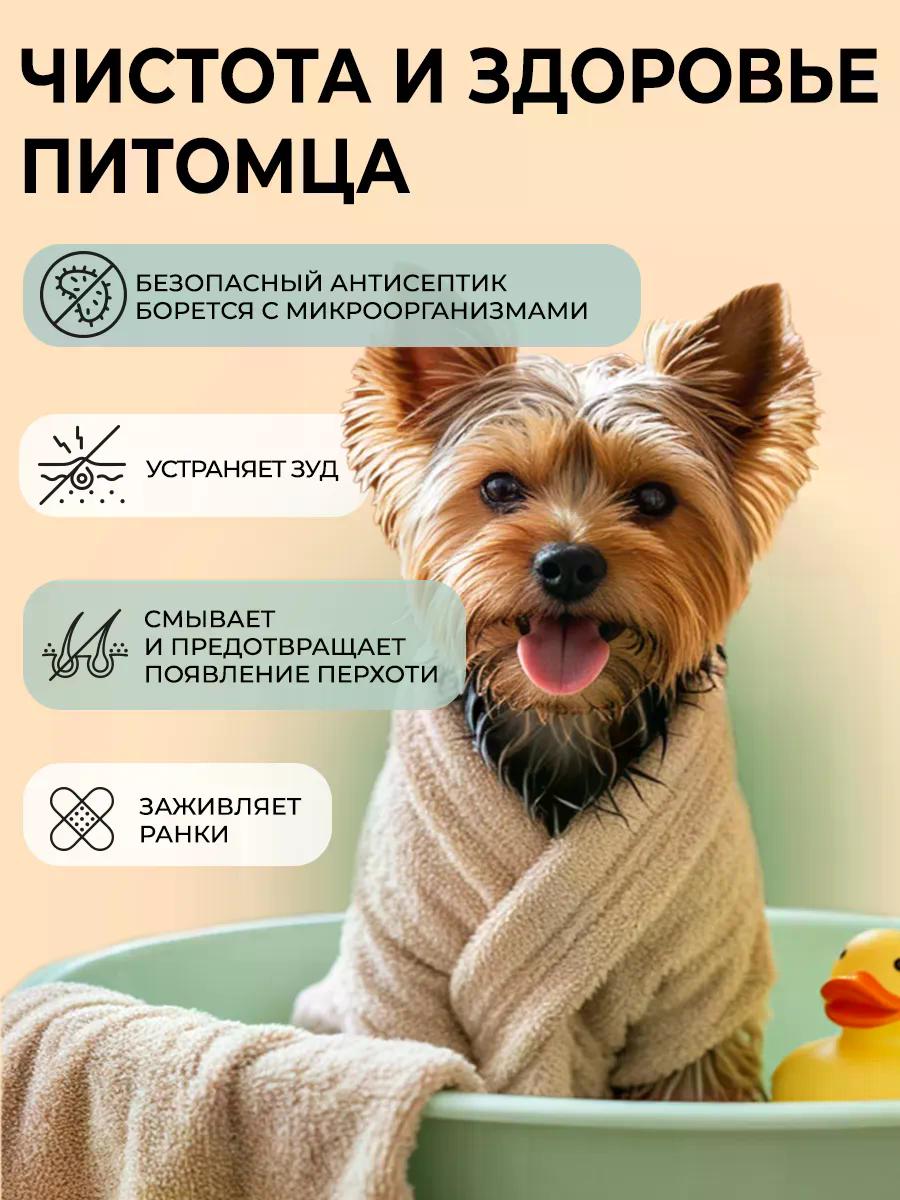 ЧИСТОТА И ЗДОРОВЬЕ
ПИТОМЦА
БЕЗОПАСНЫЙ АНТИСЕПТИК
БОРЕТСЯ С МИКРООРГАНИЗМАМИ
УСТРАНЯЕТ ЗУД
СМЫВАЕТ
И ПРЕДОТВРАЩАЕТ
ПОЯВЛЕНИЕ ПЕРХОТИ
ЗАЖИВЛЯЕТ
РАНКИ